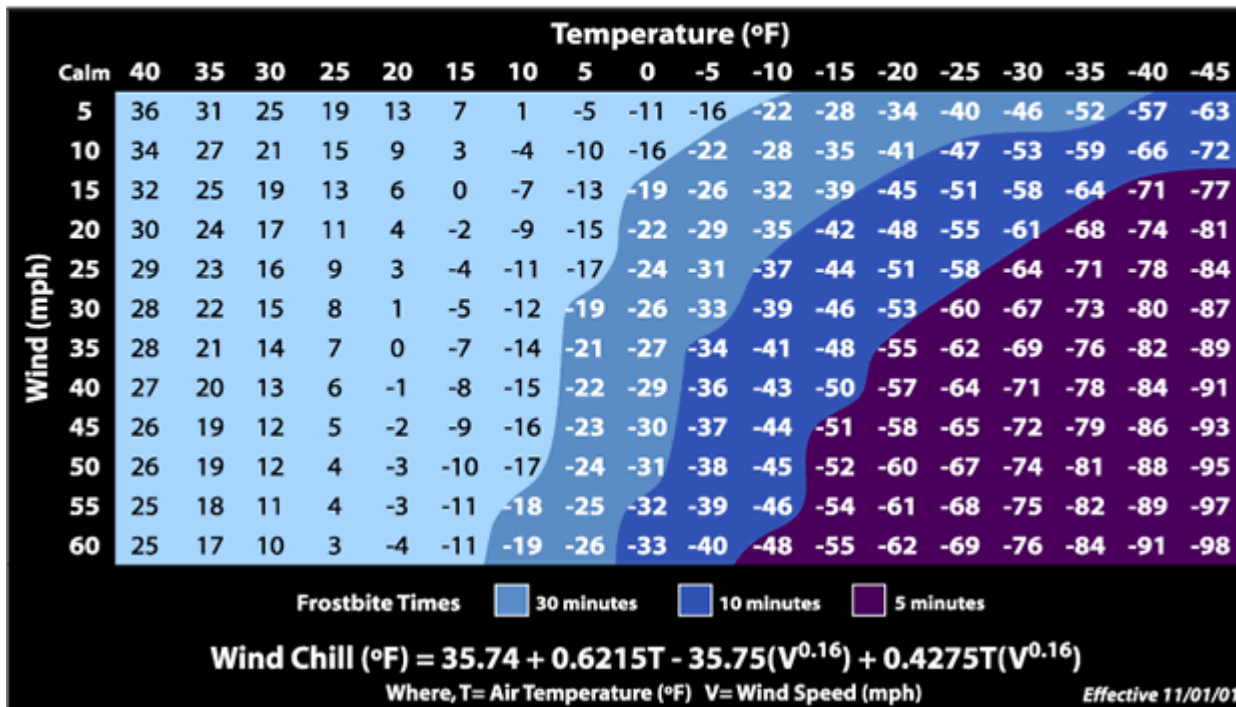 Temperature (ºF)
Calm 40 35 30 25 20 15 10 5 0 -5 -10 -15 -20 -25 -30 -35 -40 -45
Wind (mph)
5 36 31 25 19 13 7 1 -5 -11 -16 -22 -28 -34 -40 -46 -52 -57 -63
10 34 27 21 15 9 3 -4 -10 -16 -22 -28 -35 -41 -47 -53 -59 -66 -72
15 32 25 19 13 6 0 -7 -13 -19 -26 -32 -39 -45 -51 -58 -64 -71 -77
20 30 24 17 11 4 -2 -9 -15 -22 -29 -35 -42 -48 -55 -61 -68 -74 -81
25 29 23 16 9 3 -4 -11 -17 -24 -31 -37 -44 -51 -58 -64 -71 -78 -84
30 28 22 15 8 1 -5 -12 -19 -26 -33 -39 -46 -53 -60 -67 -73 -80 -87
35 28 21 14 7 0 -7 -14 -21 -27 -34 -41 -48 -55 -62 -69 -76 -82 -89
40 27 20 13 6 -1 -8 -15 -22 -29 -36 -43 -50 -57 -64 -71 -78 -84 -91
45 26 19 12 5 -2 -9 -16 -23 -30 -37 -44 -51 -58 -65 -72 -79 -86 -93
50 26 19 12 4 -3 -10 -17 -24 -31 -38 -45 -52 -60 -67 -74 -81 -88 -95
55 25 18 11 4 -3 -11 -18 -25 -32 -39 -46 -54 -61 -68 -75 -82 -89 -97
60 25 17 10 3 -4 -11 -19 -26 -33 -40 -48 -55 -62 -69 -76 -84 -91 -98
Frostbite Times 30 minutes 10 minutes 5 minutes
Wind Chill (ºF) = 35.74 + 0.6215T - 35.75(V^0.16) + 0.4275T(V^0.16)
Where, T= Air Temperature (ºF) V= Wind Speed (mph) Effective 11/01/01